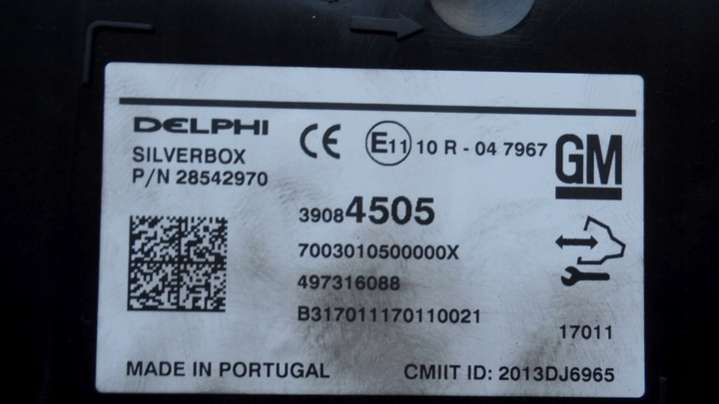 DELPHI
SILVERBOX
P/N 28542970
CE E11 10 R - 04 7967
GM
39084505
7003010500000X
497316088
B317011170110021
17011
MADE IN PORTUGAL
CMIIT ID: 2013DJ6965